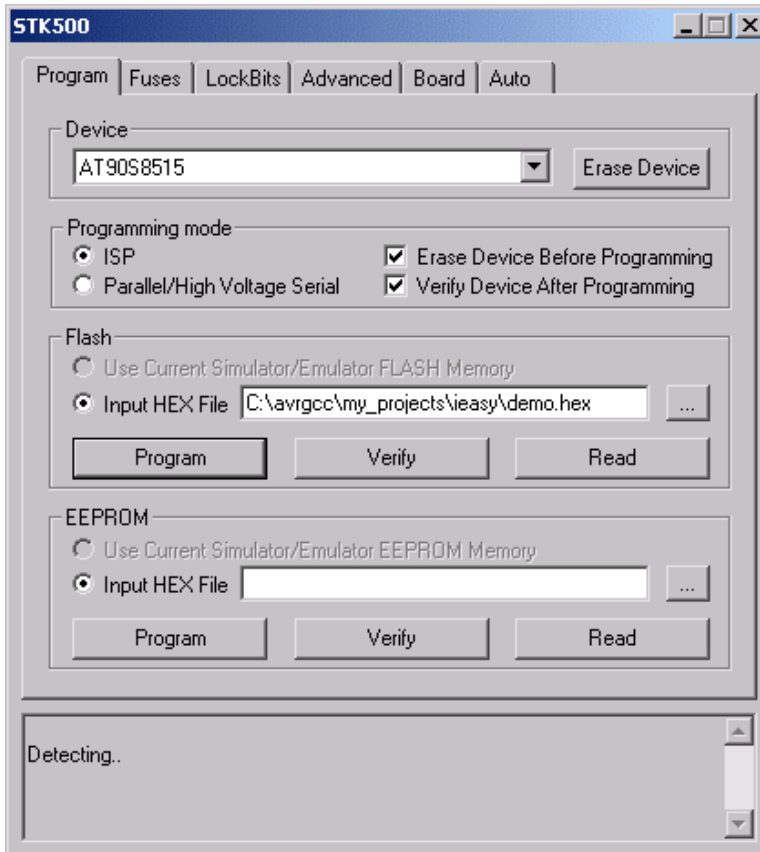 STK500
Program Fuses LockBits Advanced Board Auto
Device
AT90S8515 Erase Device
Programming mode
ISP Erase Device Before Programming
Parallel/High Voltage Serial Verify Device After Programming
Flash
Use Current Simulator/Emulator FLASH Memory
Input HEX File C:\avrgcc\my_projects\ieasy\demo.hex ...
Program Verify Read
EEPROM
Use Current Simulator/Emulator EEPROM Memory
Input HEX File ...
Program Verify Read
Detecting..